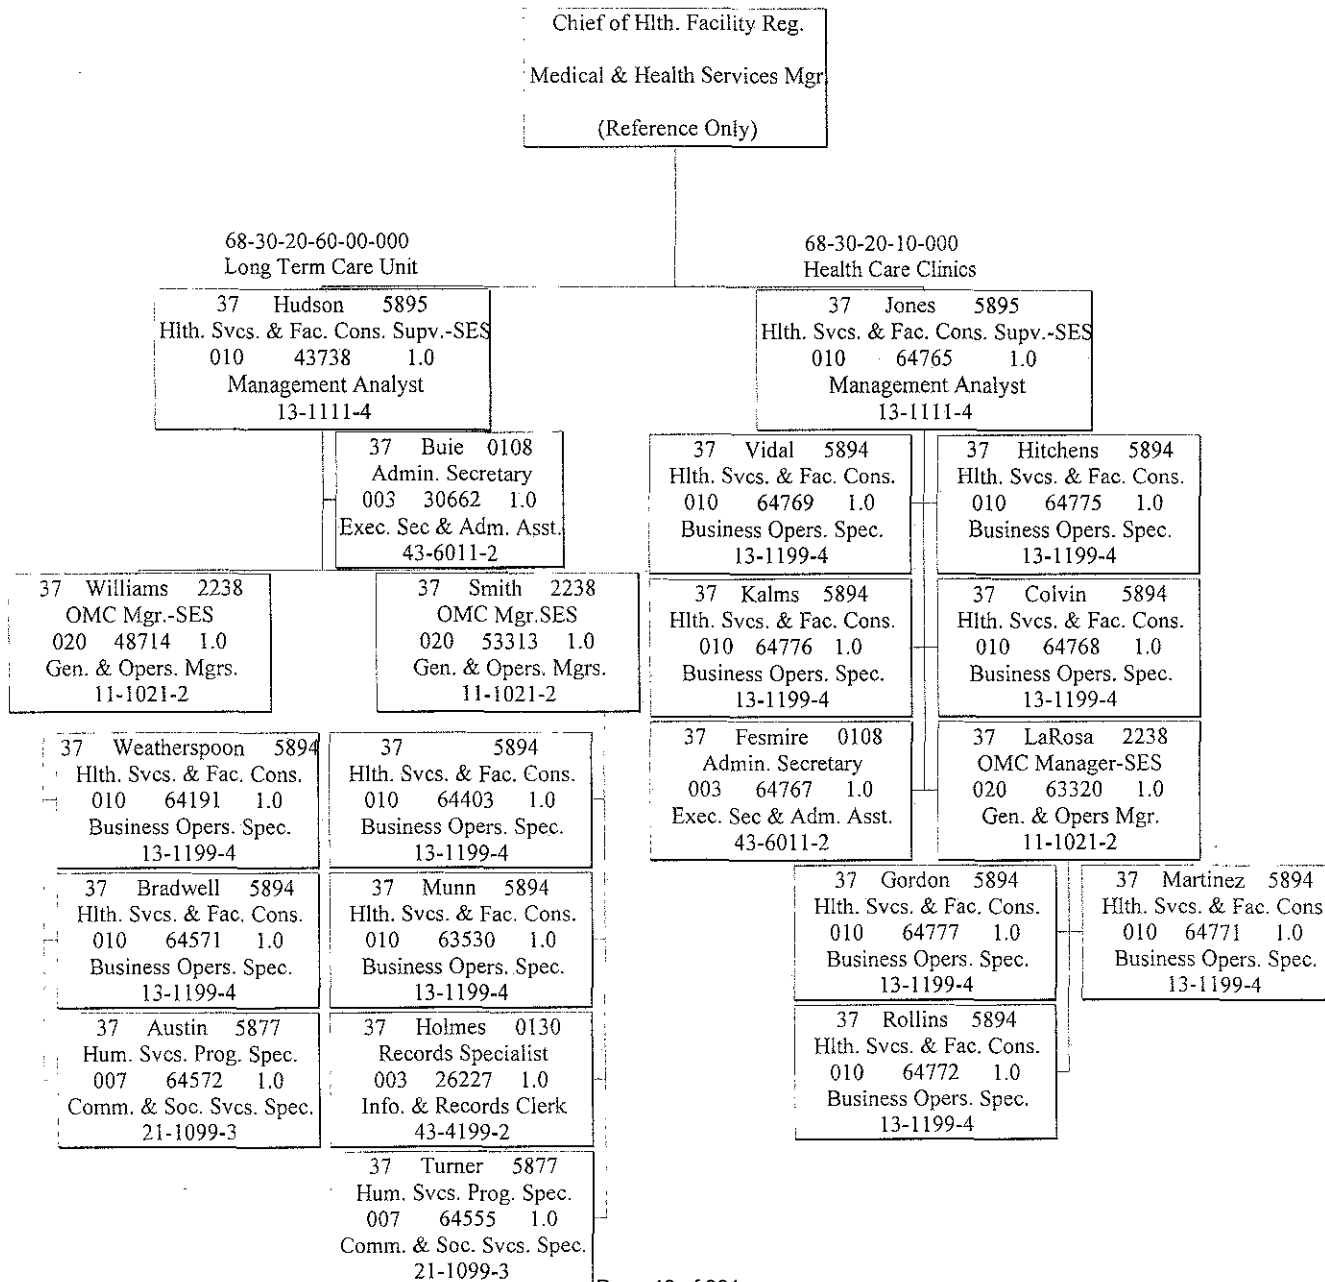 Chief of Hlth. Facility Reg.
Medical & Health Services Mgr
(Reference Only)
68-30-20-60-00-000
Long Term Care Unit
68-30-20-10-000
Health Care Clinics
37 Hudson 5895
Hlth. Svcs. & Fac. Cons. Supv.-SES
010 43738 1.0
Management Analyst
13-1111-4
37 Jones 5895
Hlth. Svcs. & Fac. Cons. Supv.-SES
010 64765 1.0
Management Analyst
13-1111-4
37 Buie 0108
Admin. Secretary
003 30662 1.0
Exec. Sec & Adm. Asst.
43-6011-2
37 Vidal 5894
Hlth. Svcs. & Fac. Cons.
010 64769 1.0
Business Opers. Spec.
13-1199-4
37 Hitchens 5894
Hlth. Svcs. & Fac. Cons.
010 64775 1.0
Business Opers. Spec.
13-1199-4
37 Williams 2238
OMC Mgr.-SES
020 48714 1.0
Gen. & Opers. Mgrs.
11-1021-2
37 Smith 2238
OMC Mgr.SES
020 53313 1.0
Gen. & Opers. Mgrs.
11-1021-2
37 Kalms 5894
Hlth. Svcs. & Fac. Cons.
010 64776 1.0
Business Opers. Spec.
13-1199-4
37 Colvin 5894
Hlth. Svcs. & Fac. Cons.
010 64768 1.0
Business Opers. Spec.
13-1199-4
37 Weatherspoon 5894
Hlth. Svcs. & Fac. Cons.
010 64191 1.0
Business Opers. Spec.
13-1199-4
37 5894
Hlth. Svcs. & Fac. Cons.
010 64403 1.0
Business Opers. Spec.
13-1199-4
37 Fesmire 0108
Admin. Secretary
003 64767 1.0
Exec. Sec & Adm. Asst.
43-6011-2
37 LaRosa 2238
OMC Manager-SES
020 63320 1.0
Gen. & Opers Mgr.
11-1021-2
37 Bradwell 5894
Hlth. Svcs. & Fac. Cons.
010 64571 1.0
Business Opers. Spec.
13-1199-4
37 Munn 5894
Hlth. Svcs. & Fac. Cons.
010 63530 1.0
Business Opers. Spec.
13-1199-4
37 Gordon 5894
Hlth. Svcs. & Fac. Cons.
010 64777 1.0
Business Opers. Spec.
13-1199-4
37 Martinez 5894
Hlth. Svcs. & Fac. Cons
010 64771 1.0
Business Opers. Spec.
13-1199-4
37 Austin 5877
Hum. Svcs. Prog. Spec.
007 64572 1.0
Comm. & Soc. Svcs. Spec.
21-1099-3
37 Holmes 0130
Records Specialist
003 26227 1.0
Info. & Records Clerk
43-4199-2
37 Rollins 5894
Hlth. Svcs. & Fac. Cons.
010 64772 1.0
Business Opers. Spec.
13-1199-4
37 Turner 5877
Hum. Svcs. Prog. Spec.
007 64555 1.0
Comm. & Soc. Svcs. Spec.
21-1099-3